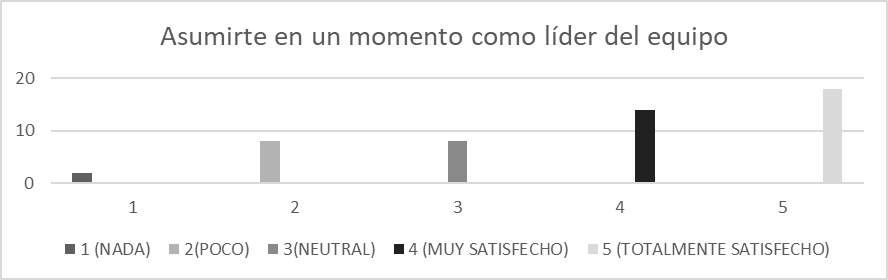 Asumirte en un momento como líder del equipo
20
10
0
1 2 3 4 5
1 (NADA) 2(POCO) 3(NEUTRAL) 4 (MUY SATISFECHO) 5 (TOTALMENTE SATISFECHO)